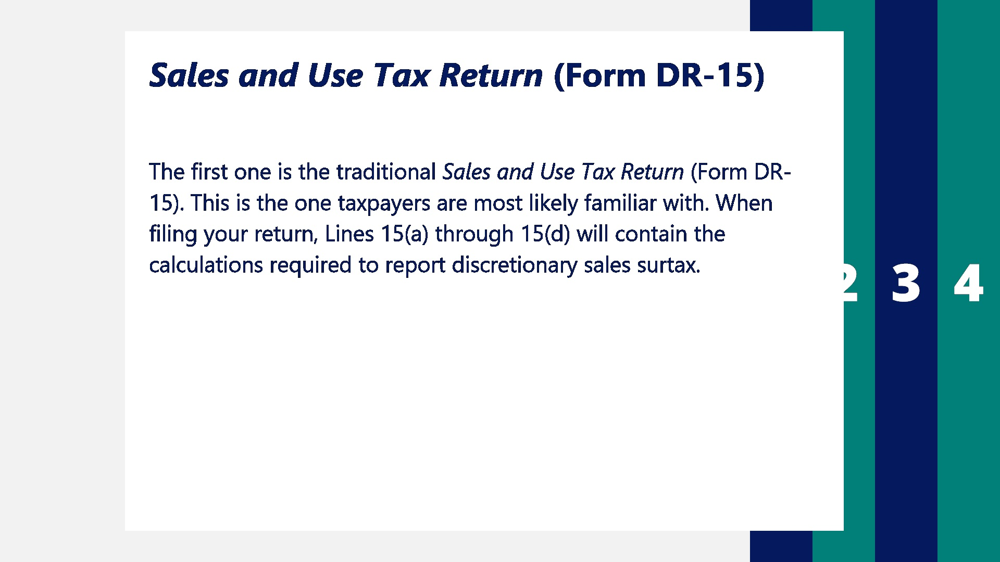 Sales and Use Tax Return (Form DR-15)
The first one is the traditional Sales and Use Tax Return (Form DR-
15). This is the one taxpayers are most likely familiar with. When
filing your return, Lines 15(a) through 15(d) will contain the
calculations required to report discretionary sales surtax.
2 3 4